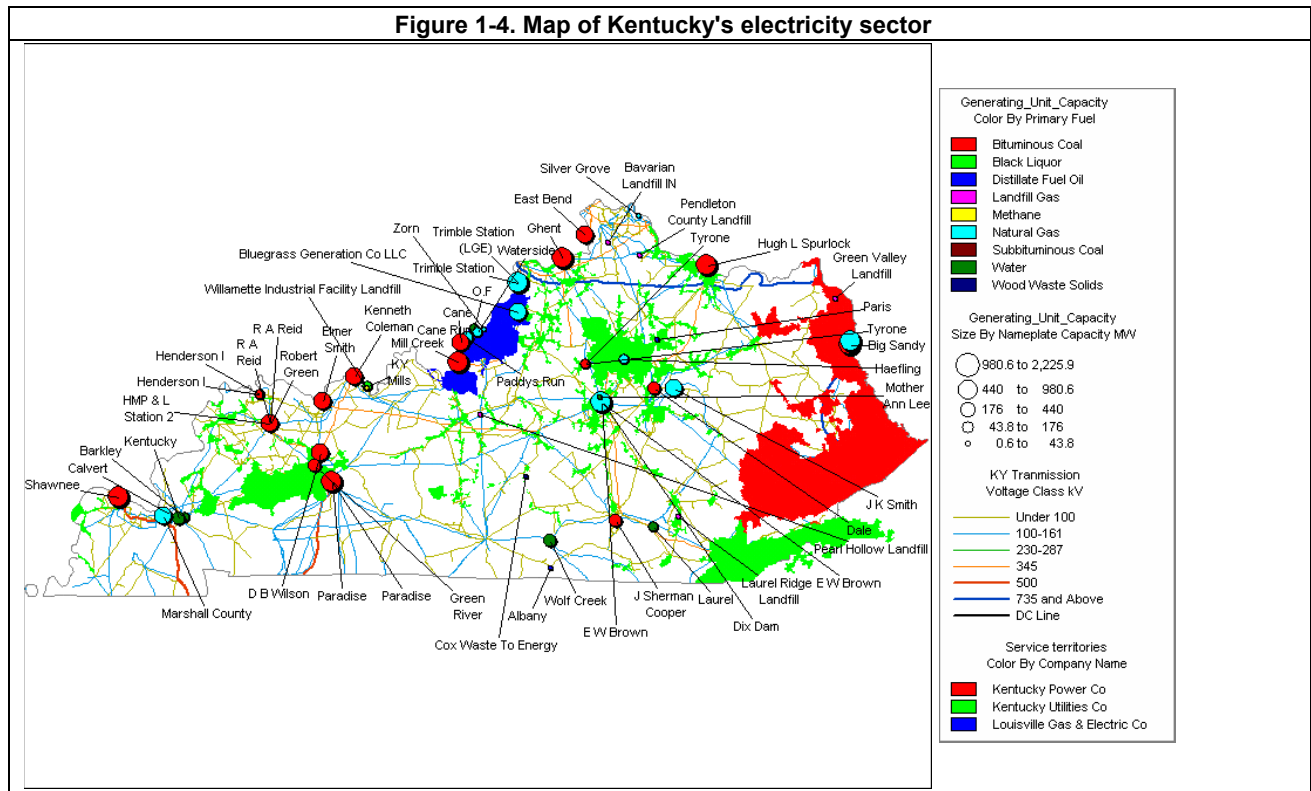 Figure 1-4. Map of Kentucky's electricity sector
Silver Grove
Bavarian
Landfill IN
East Bend
Pendleton
County Landfill
Zorn
Trimble Station
(LGE)
Ghent
Waterside
Tyrone
Hugh L Spurlock
Bluegrass Generation Co LLC
Trimble Station
Green Valley
Landfill
Willamette Industrial Facility Landfill
O.F
Cane
Kenneth
Coleman
Cane Run
Mill Creek
Paris
R A Reid
R A
Reid
Elmer
Smith
Tyrone
Big Sandy
Henderson I
Robert
Green
KY
Mills
Paddys Run
Haefling
Henderson I
Mother
Ann Lee
HMP & L
Station 2
Barkley
Kentucky
Calvert
Shawnee
J K Smith
Dale
Pearl Hollow Landfill
Marshall County
D B Wilson
Paradise
Paradise
Green
River
Albany
Wolf Creek
J Sherman
Cooper
Laurel
Laurel Ridge
Landfill
E W Brown
Cox Waste To Energy
E W Brown
Dix Dam
Generating_Unit_Capacity
Color By Primary Fuel
Bituminous Coal
Black Liquor
Distillate Fuel Oil
Landfill Gas
Methane
Natural Gas
Subbituminous Coal
Water
Wood Waste Solids
Generating_Unit_Capacity
Size By Nameplate Capacity MW
980.6 to 2,225.9
440 to 980.6
176 to 440
43.8 to 176
0.6 to 43.8
KY Tranmission
Voltage Class kV
Under 100
100-161
230-287
345
500
735 and Above
DC Line
Service territories
Color By Company Name
Kentucky Power Co
Kentucky Utilities Co
Louisville Gas & Electric Co